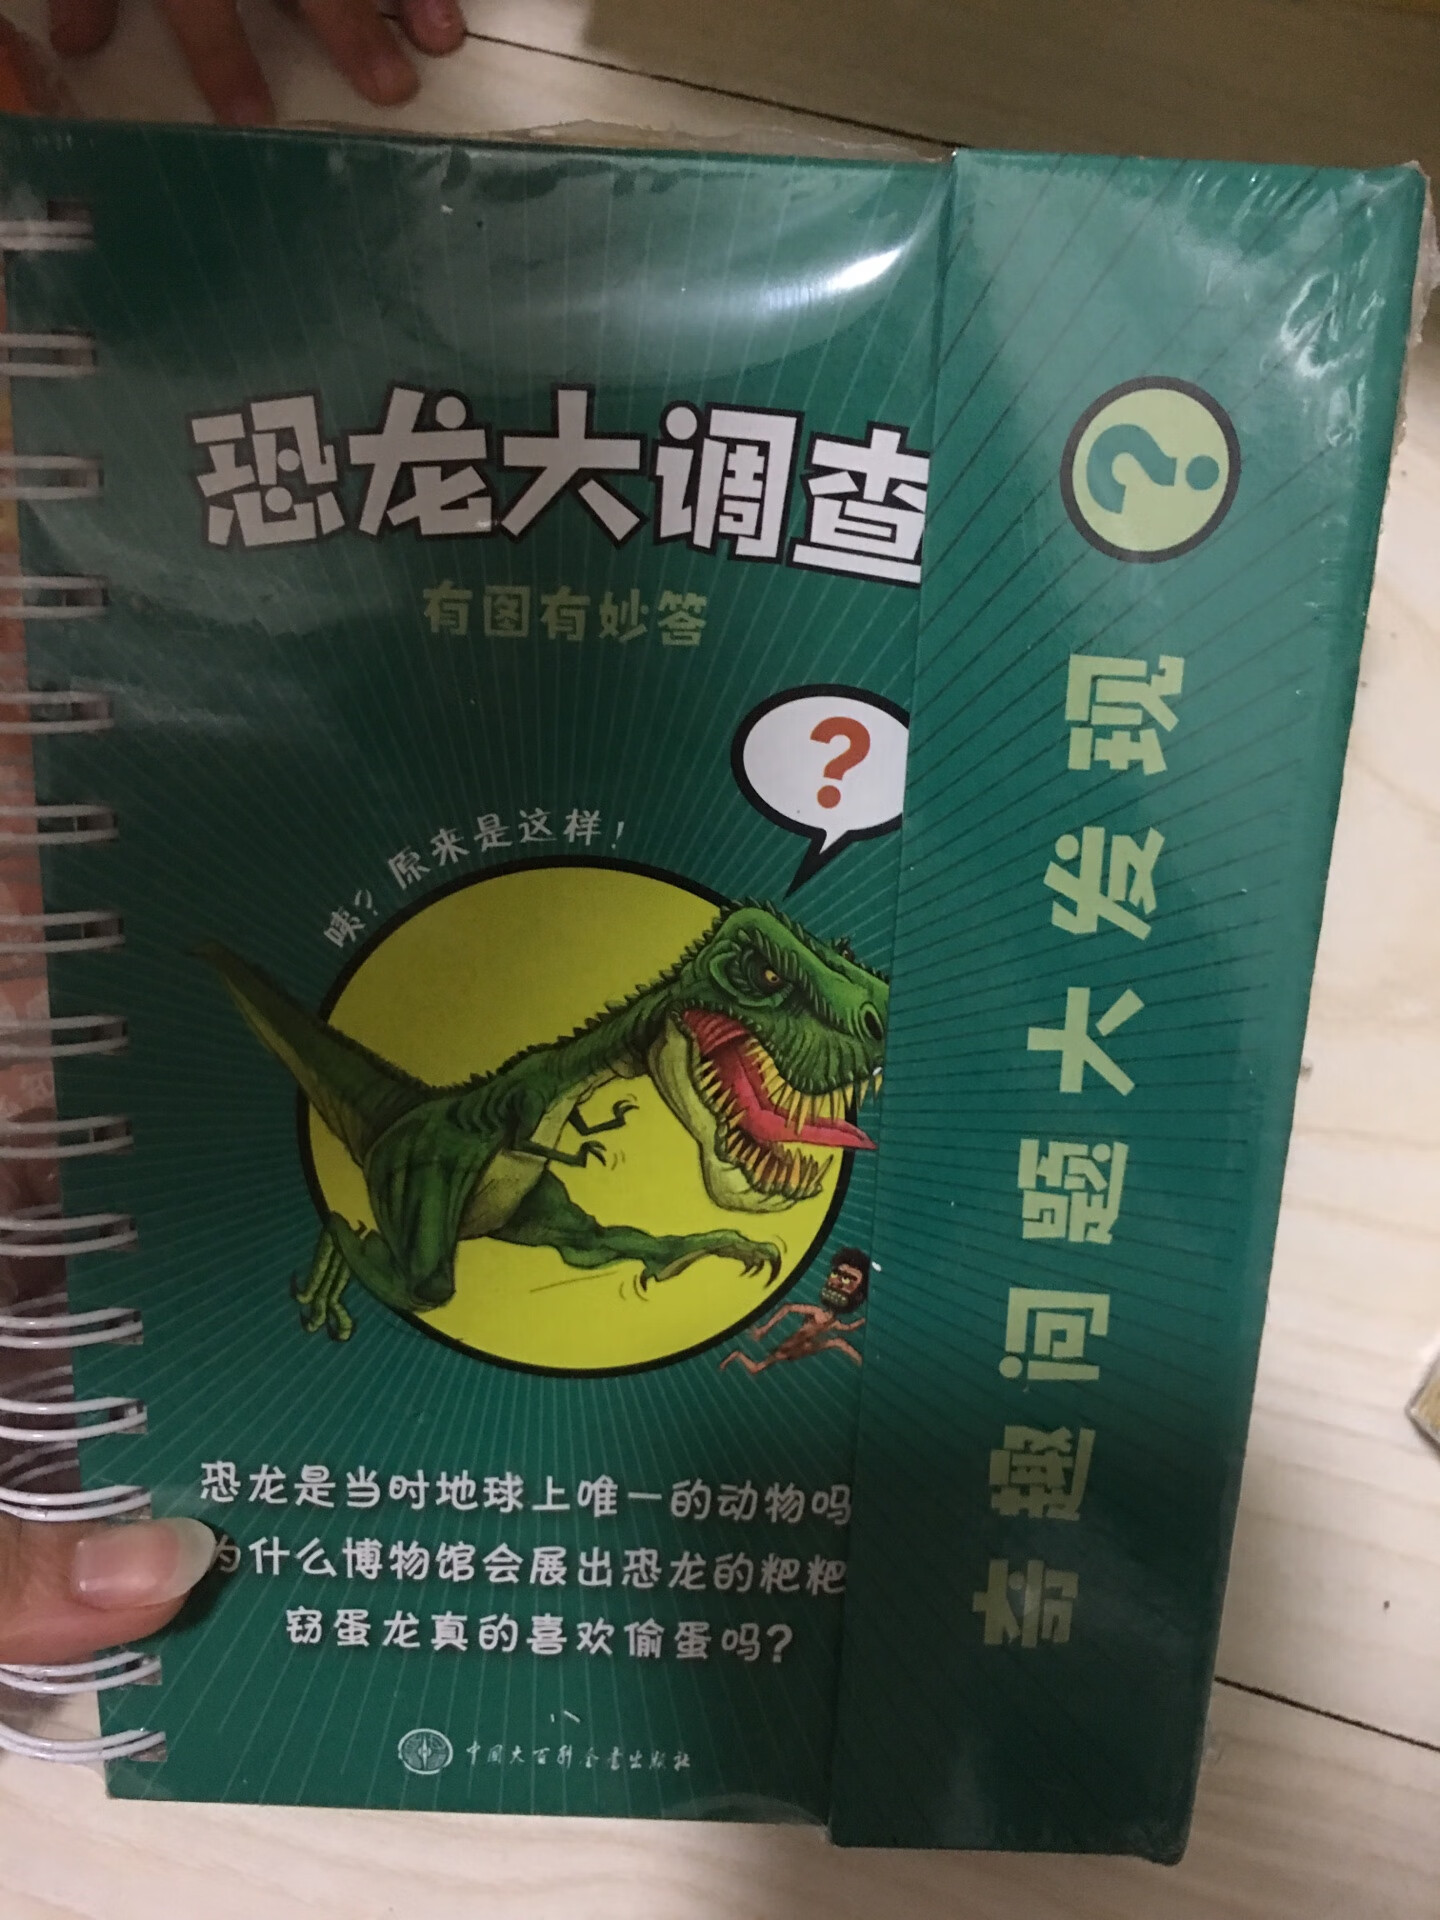 恐龙大调查
有图有妙答
?
咦?原来是这样!
恐龙是当时地球上唯一的动物吗
为什么博物馆会展出恐龙的粑粑
窃蛋龙真的喜欢偷蛋吗?
中国大百科全书出版社
奇趣问题大发现
?